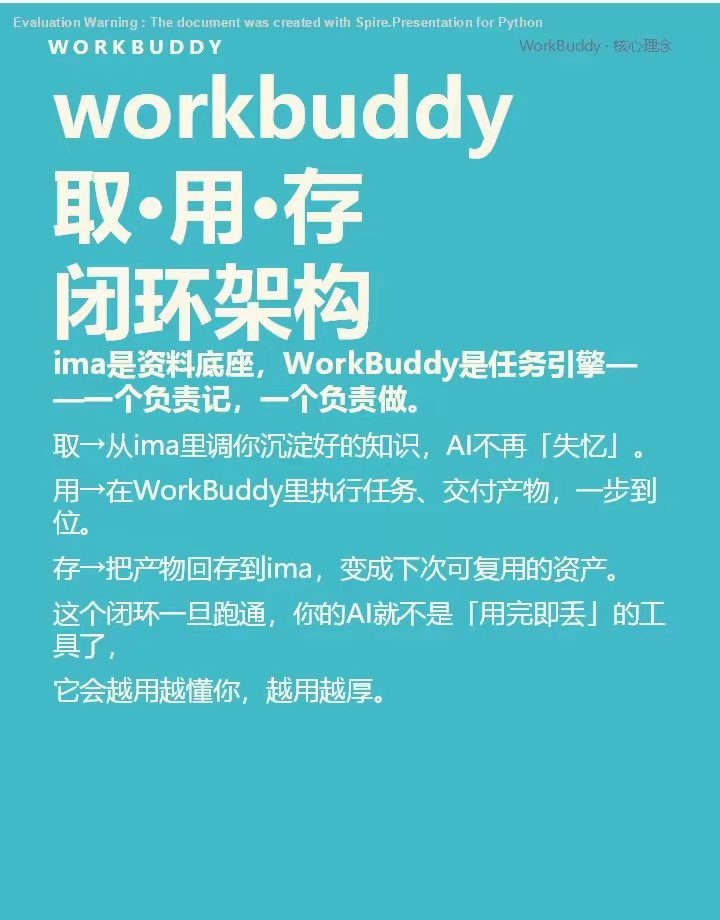 Evaluation Warning : The document was created with Spire.Presentation for Python
WORKBUDDY
WorkBuddy · 核心理念
workbuddy
取·用·存
闭环架构
ima是资料底座，WorkBuddy是任务引擎—
—一个负责记，一个负责做。
取→从ima里调你沉淀好的知识，AI不再「失忆」。
用→在WorkBuddy里执行任务、交付产物，一步到
位。
存→把产物回存到ima，变成下次可复用的资产。
这个闭环一旦跑通，你的AI就不是「用完即丢」的工
具了，
它会越用越懂你，越用越厚。